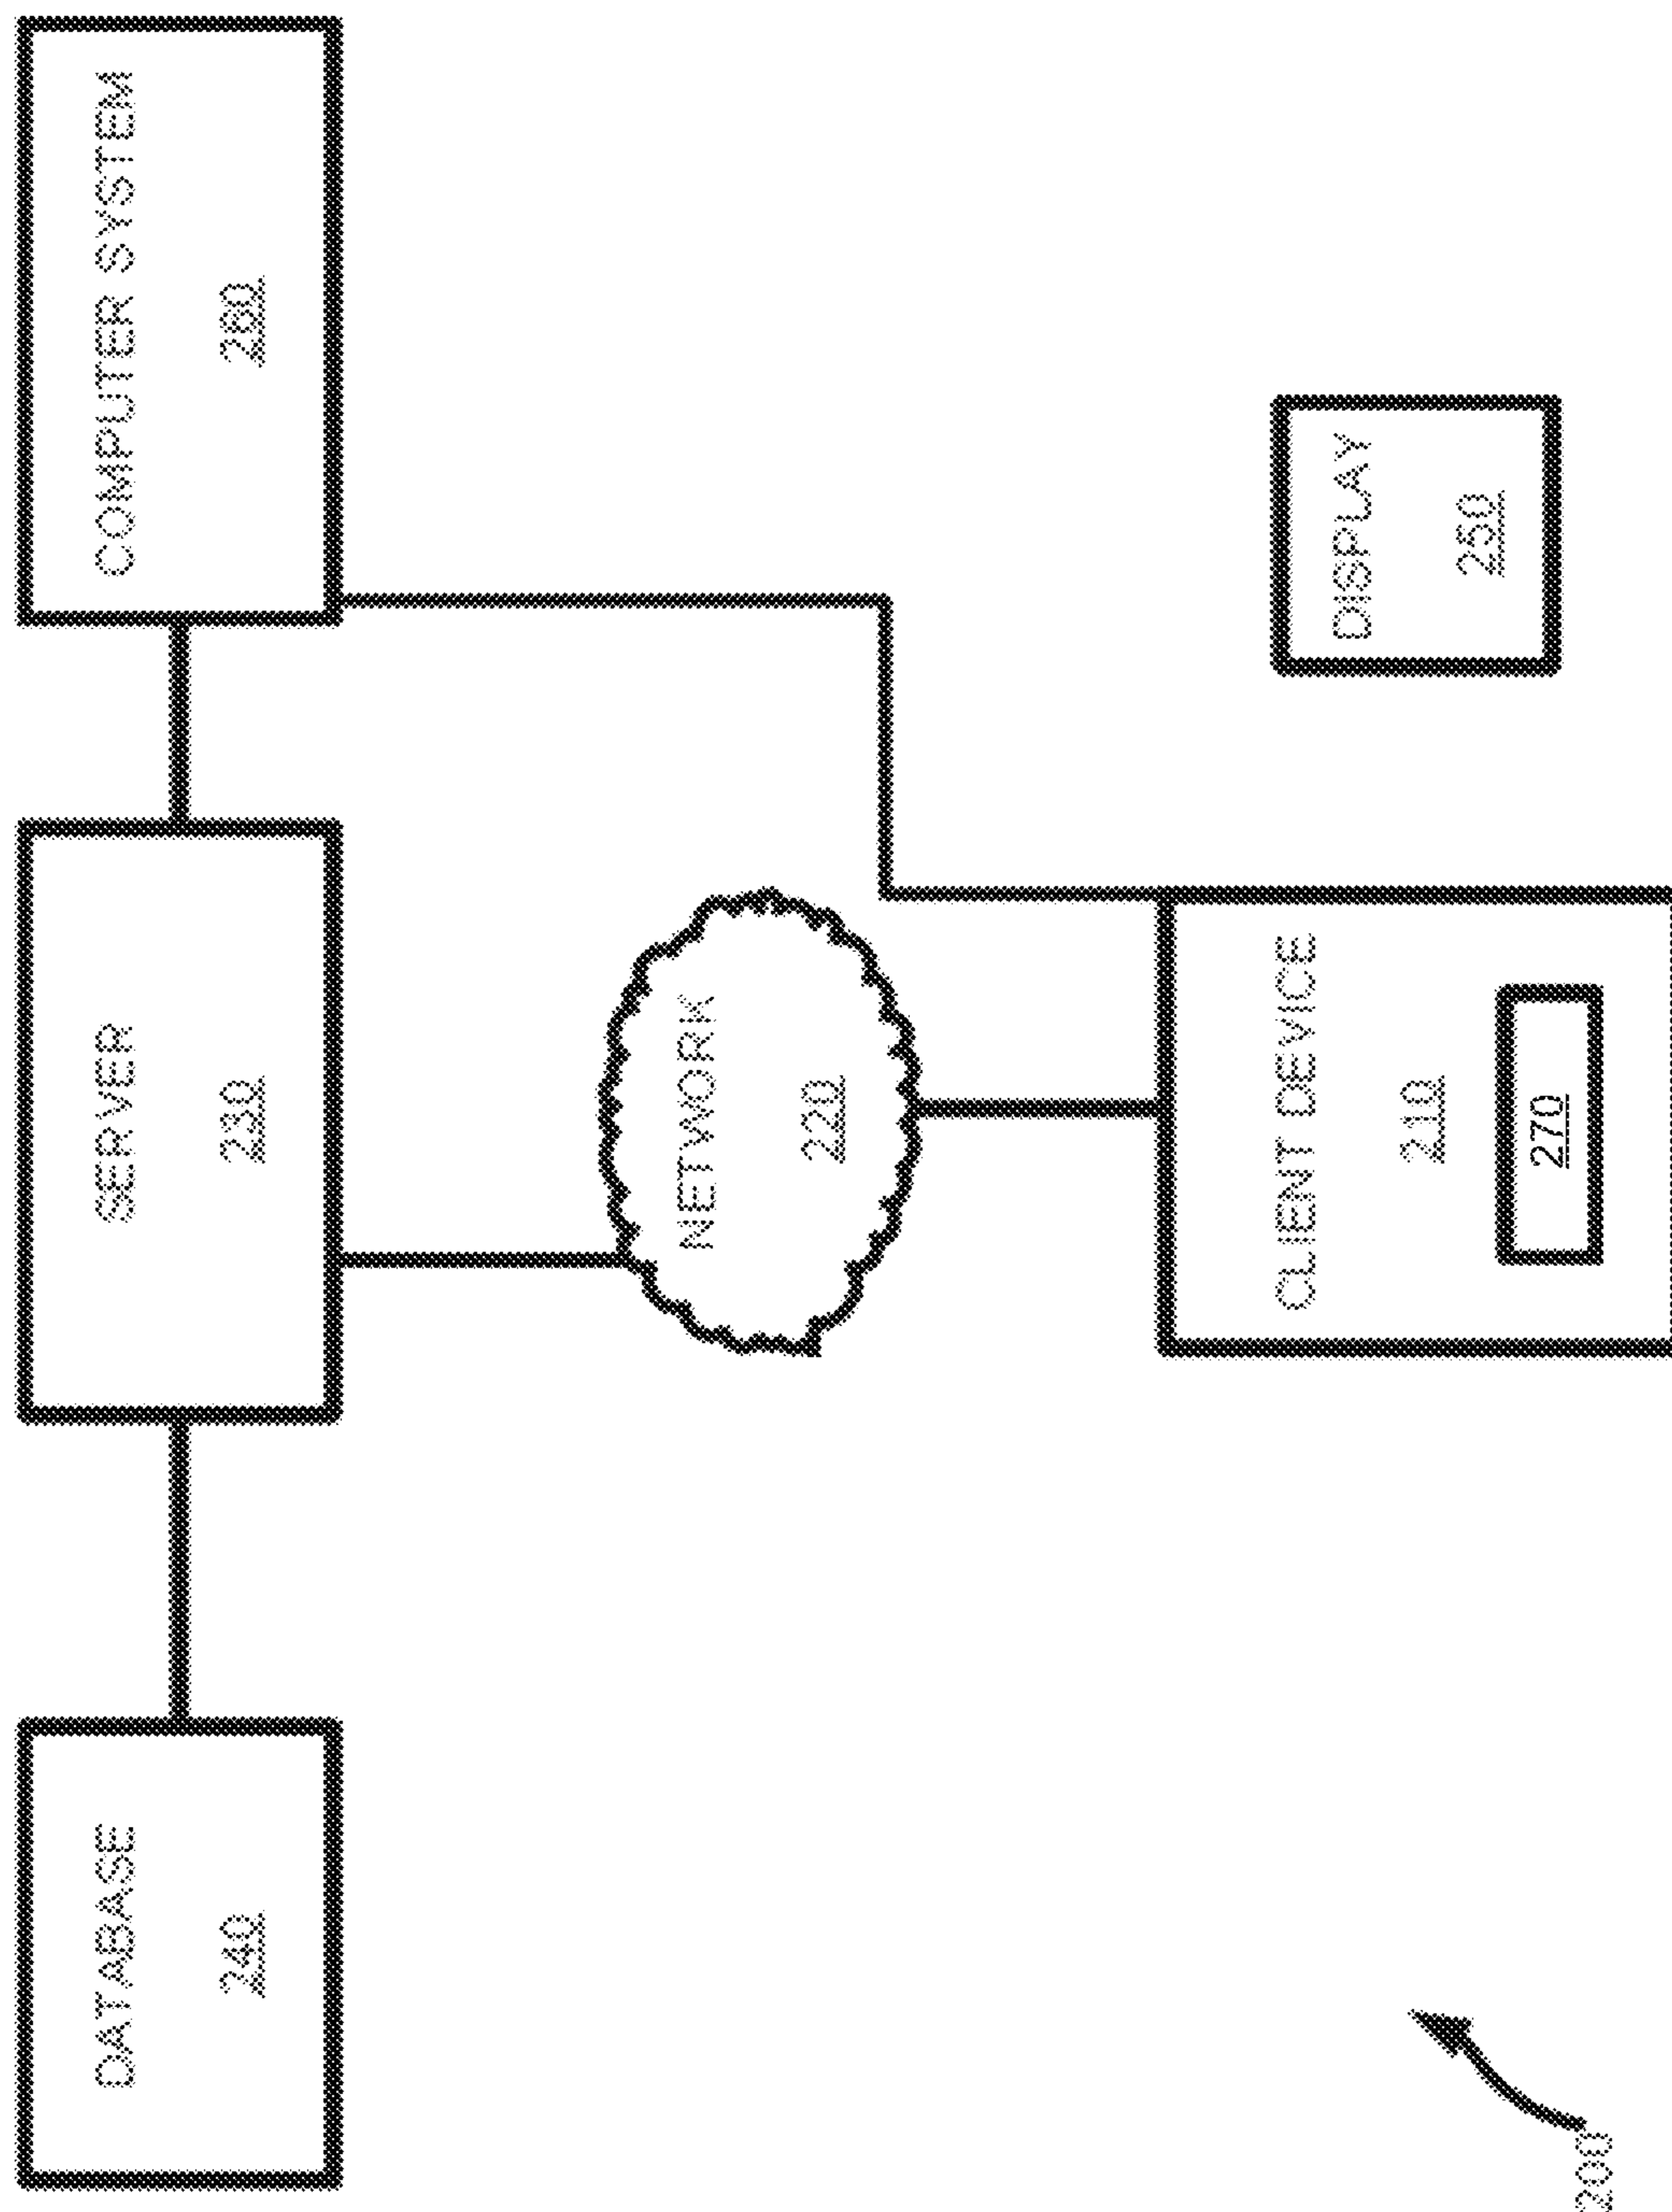 DATABASE
240
SERVER
230
COMPUTER SYSTEM
260
NETWORK
220
CLIENT DEVICE
210
270
DISPLAY
250
200